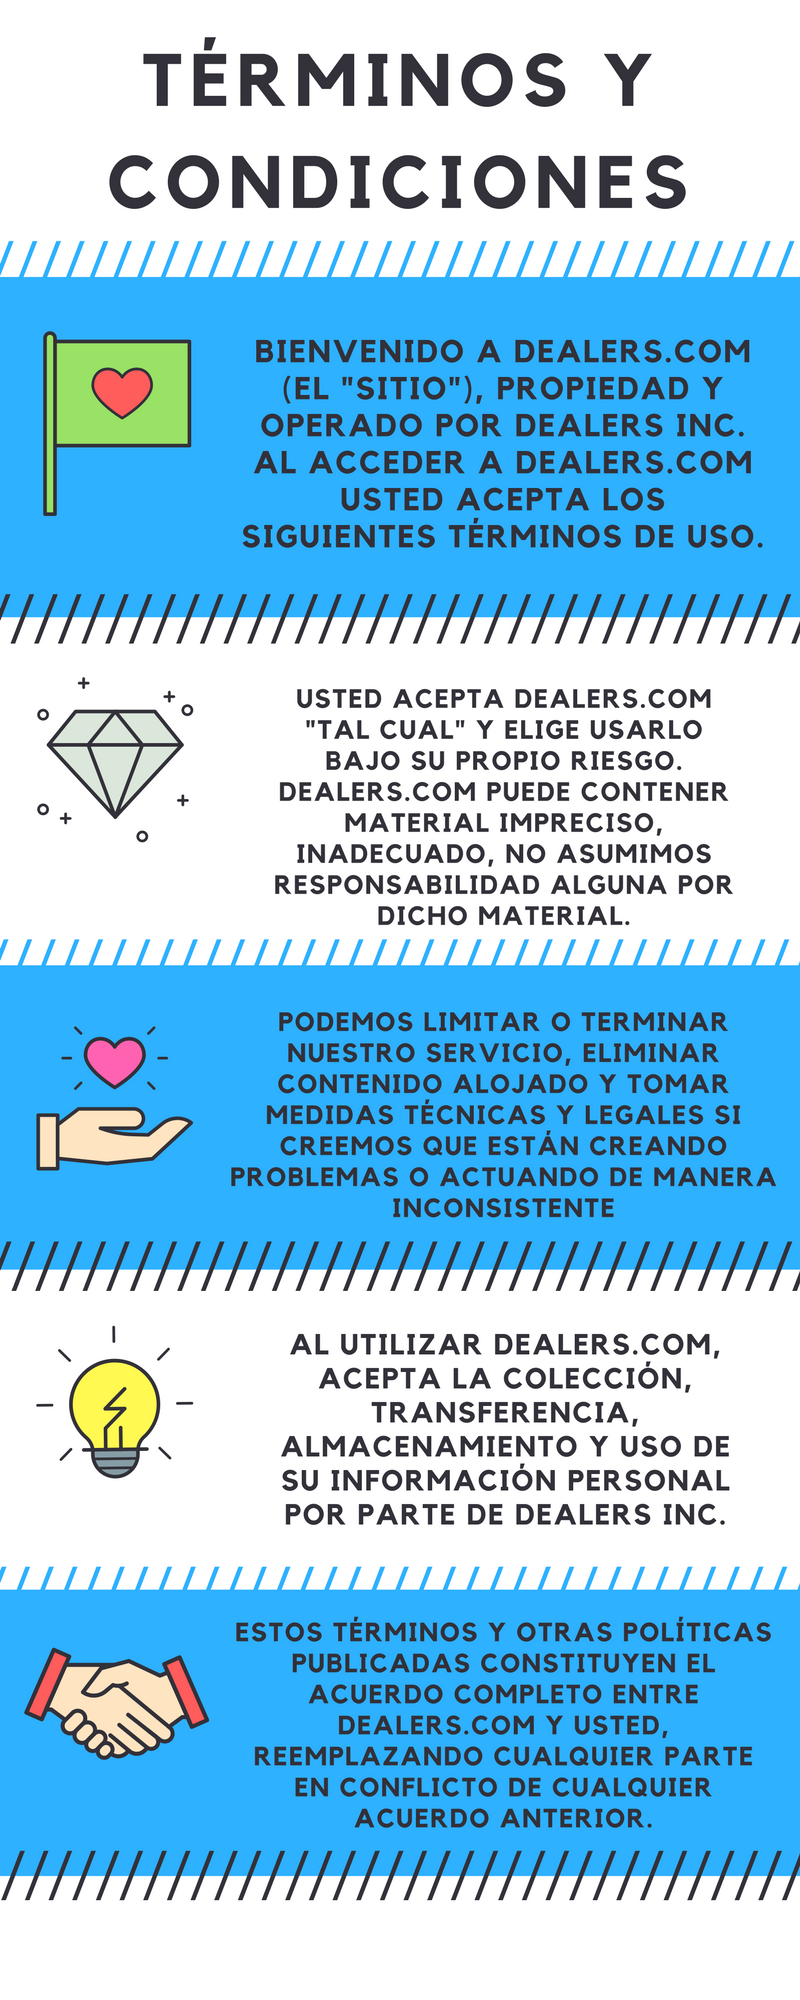 TÉRMINOS Y
CONDICIONES
BIENVENIDO A DEALERS.COM
(EL "SITIO"), PROPIEDAD Y
OPERADO POR DEALERS INC.
AL ACCEDER A DEALERS.COM
USTED ACEPTA LOS
SIGUIENTES TÉRMINOS DE USO.
USTED ACEPTA DEALERS.COM
"TAL CUAL" Y ELIGE USARLO
BAJO SU PROPIO RIESGO.
DEALERS.COM PUEDE CONTENER
MATERIAL IMPRECISO,
INADECUADO, NO ASUMIMOS
RESPONSABILIDAD ALGUNA POR
DICHO MATERIAL.
PODEMOS LIMITAR O TERMINAR
NUESTRO SERVICIO, ELIMINAR
CONTENIDO ALOJADO Y TOMAR
MEDIDAS TÉCNICAS Y LEGALES SI
CREEMOS QUE ESTÁN CREANDO
PROBLEMAS O ACTUANDO DE MANERA
INCONSISTENTE
AL UTILIZAR DEALERS.COM,
ACEPTA LA COLECCIÓN,
TRANSFERENCIA,
ALMACENAMIENTO Y USO DE
SU INFORMACIÓN PERSONAL
POR PARTE DE DEALERS INC.
ESTOS TÉRMINOS Y OTRAS POLÍTICAS
PUBLICADAS CONSTITUYEN EL
ACUERDO COMPLETO ENTRE
DEALERS.COM Y USTED,
REEMPLAZANDO CUALQUIER PARTE
EN CONFLICTO DE CUALQUIER
ACUERDO ANTERIOR.